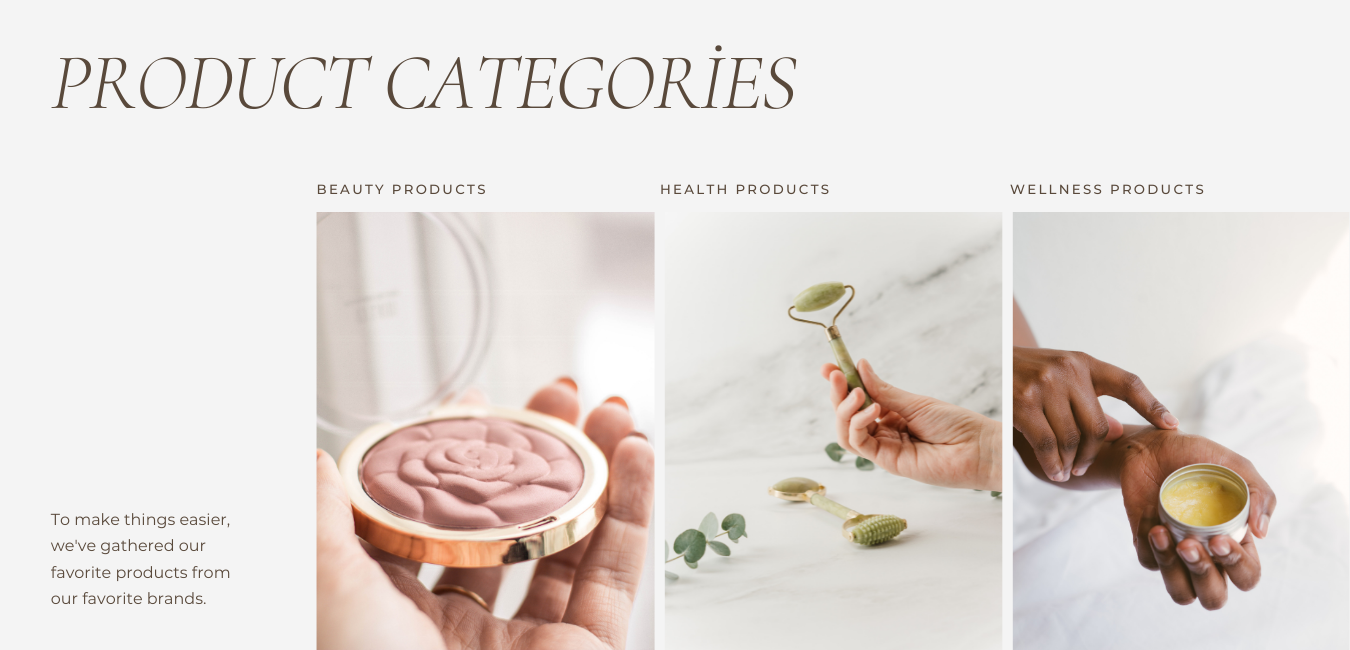 PRODUCT CATEGORİES
BEAUTY PRODUCTS
HEALTH PRODUCTS
WELLNESS PRODUCTS
To make things easier,
we've gathered our
favorite products from
our favorite brands.